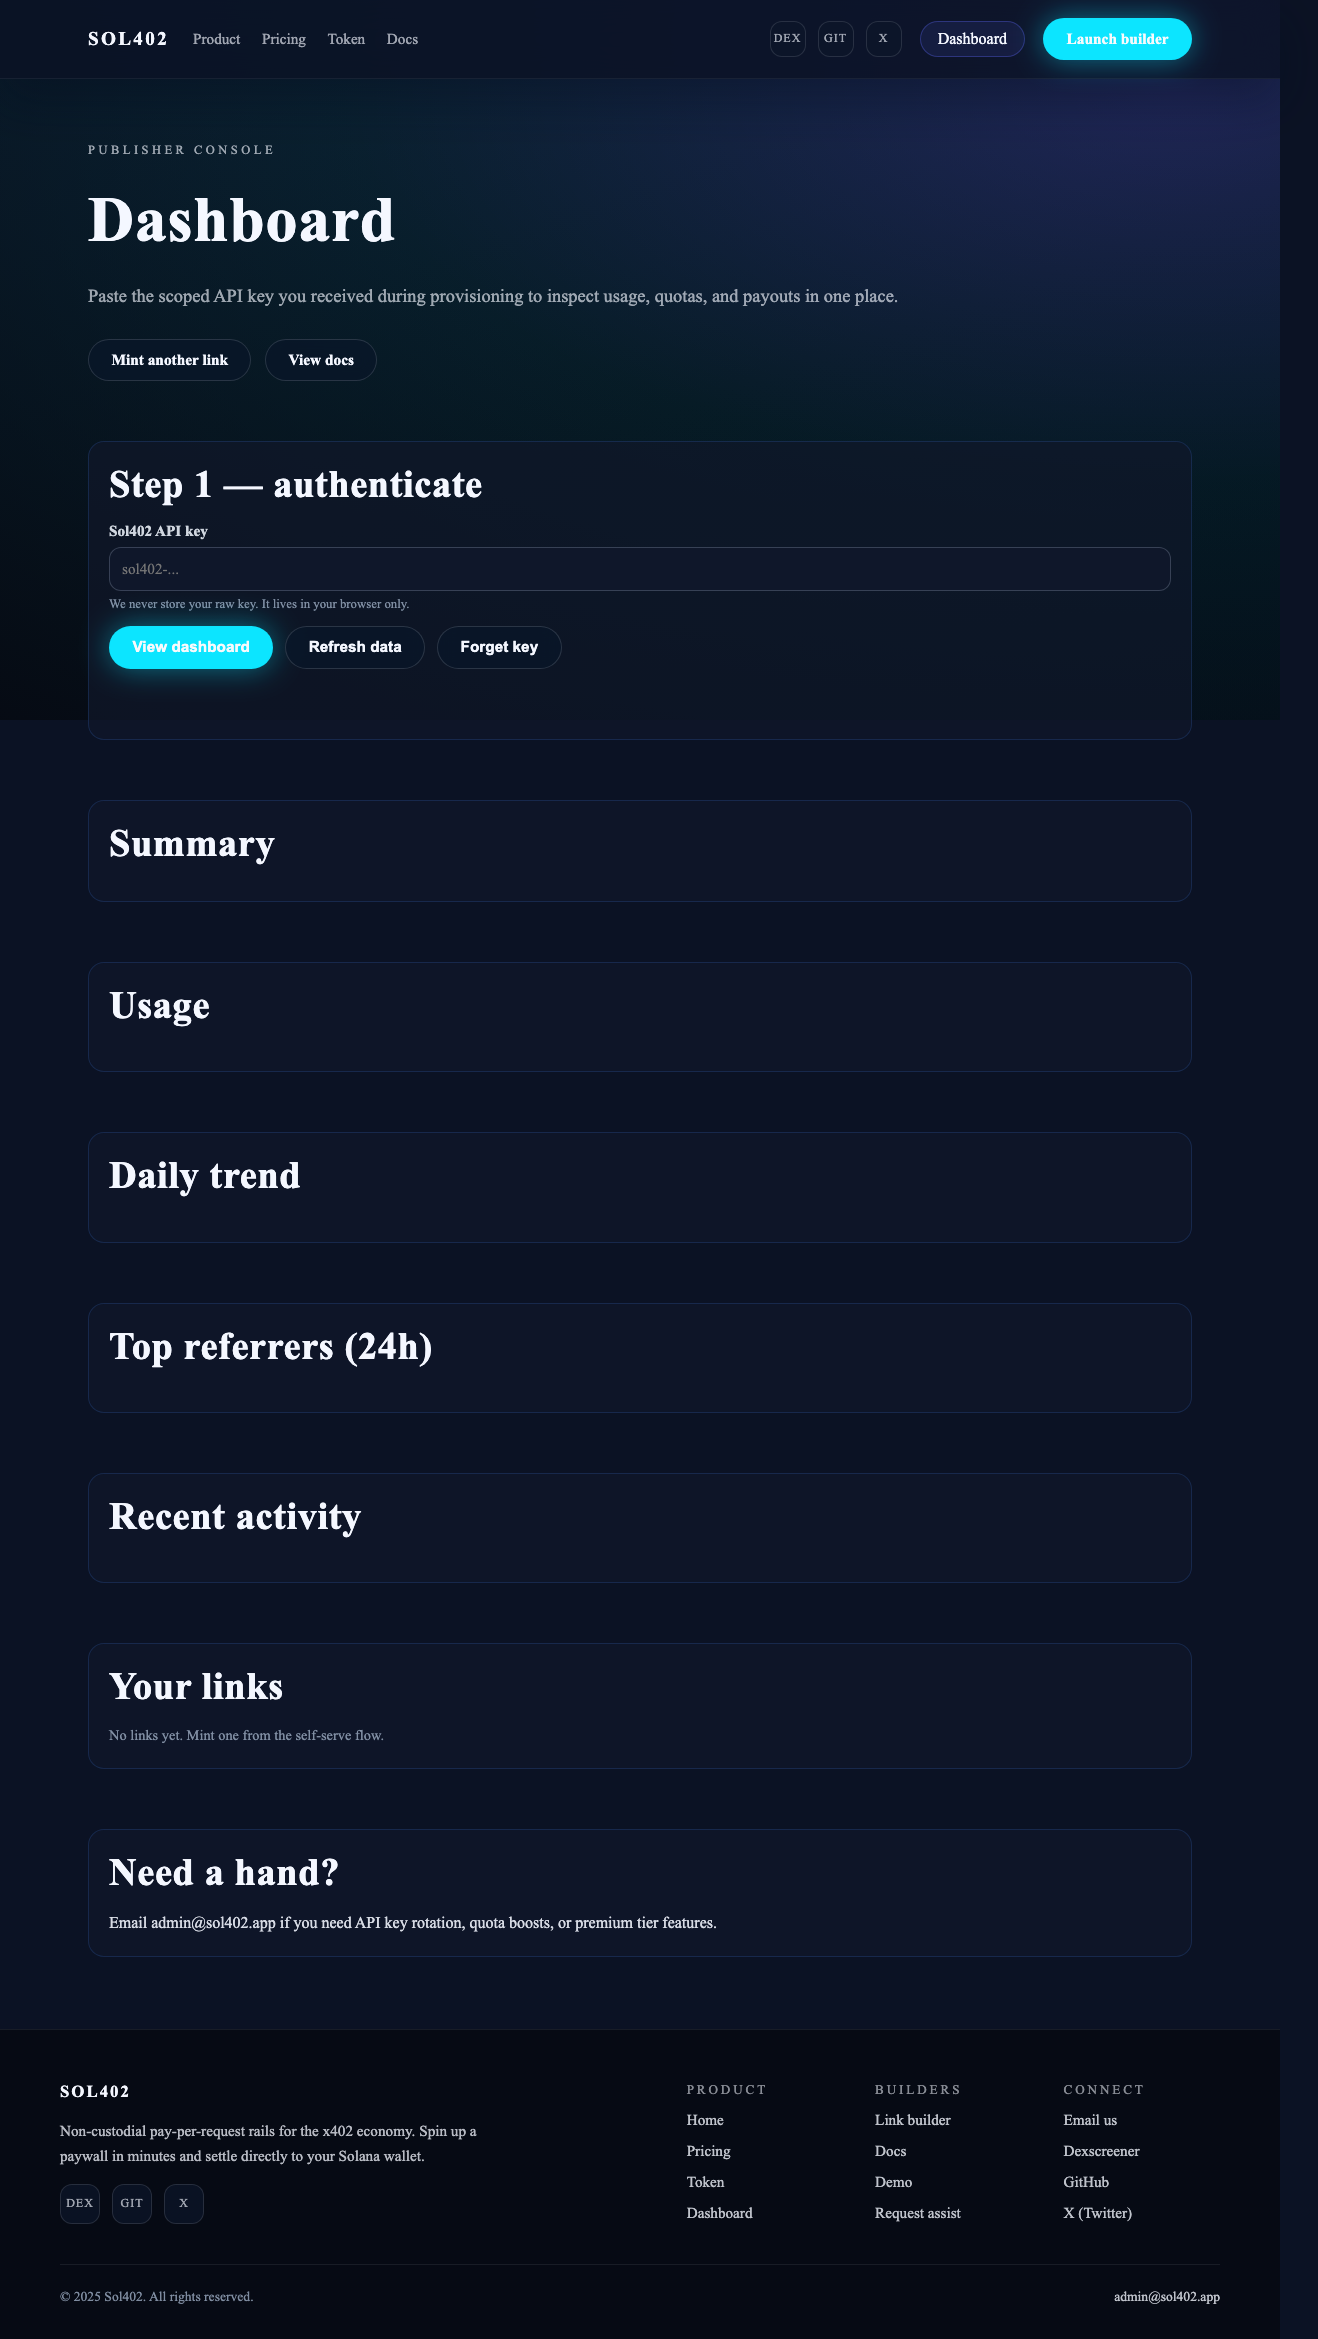 SOL402 Product Pricing Token Docs DEX GIT X Dashboard Launch builder
PUBLISHER CONSOLE
Dashboard
Paste the scoped API key you received during provisioning to inspect usage, quotas, and payouts in one place.
Mint another link View docs
Step 1 — authenticate
Sol402 API key
sol402-...
We never store your raw key. It lives in your browser only.
View dashboard Refresh data Forget key
Summary
Usage
Daily trend
Top referrers (24h)
Recent activity
Your links
No links yet. Mint one from the self-serve flow.
Need a hand?
Email admin@sol402.app if you need API key rotation, quota boosts, or premium tier features.
SOL402
Non-custodial pay-per-request rails for the x402 economy. Spin up a
paywall in minutes and settle directly to your Solana wallet.
DEX GIT X
PRODUCT
Home
Pricing
Token
Dashboard
BUILDERS
Link builder
Docs
Demo
Request assist
CONNECT
Email us
Dexscreener
GitHub
X (Twitter)
© 2025 Sol402. All rights reserved.
admin@sol402.app